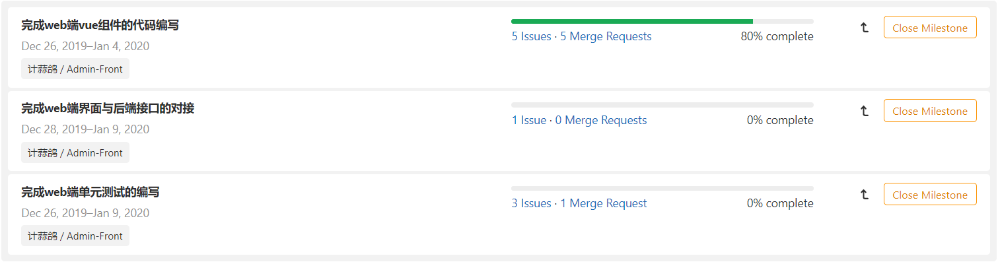 完成web端vue组件的代码编写
5 Issues · 5 Merge Requests
80% complete
Close Milestone
Dec 26, 2019–Jan 4, 2020
计蒜鸽 / Admin-Front
完成web端界面与后端接口的对接
1 Issue · 0 Merge Requests
0% complete
Close Milestone
Dec 28, 2019–Jan 9, 2020
计蒜鸽 / Admin-Front
完成web端单元测试的编写
3 Issues · 1 Merge Request
0% complete
Close Milestone
Dec 26, 2019–Jan 9, 2020
计蒜鸽 / Admin-Front